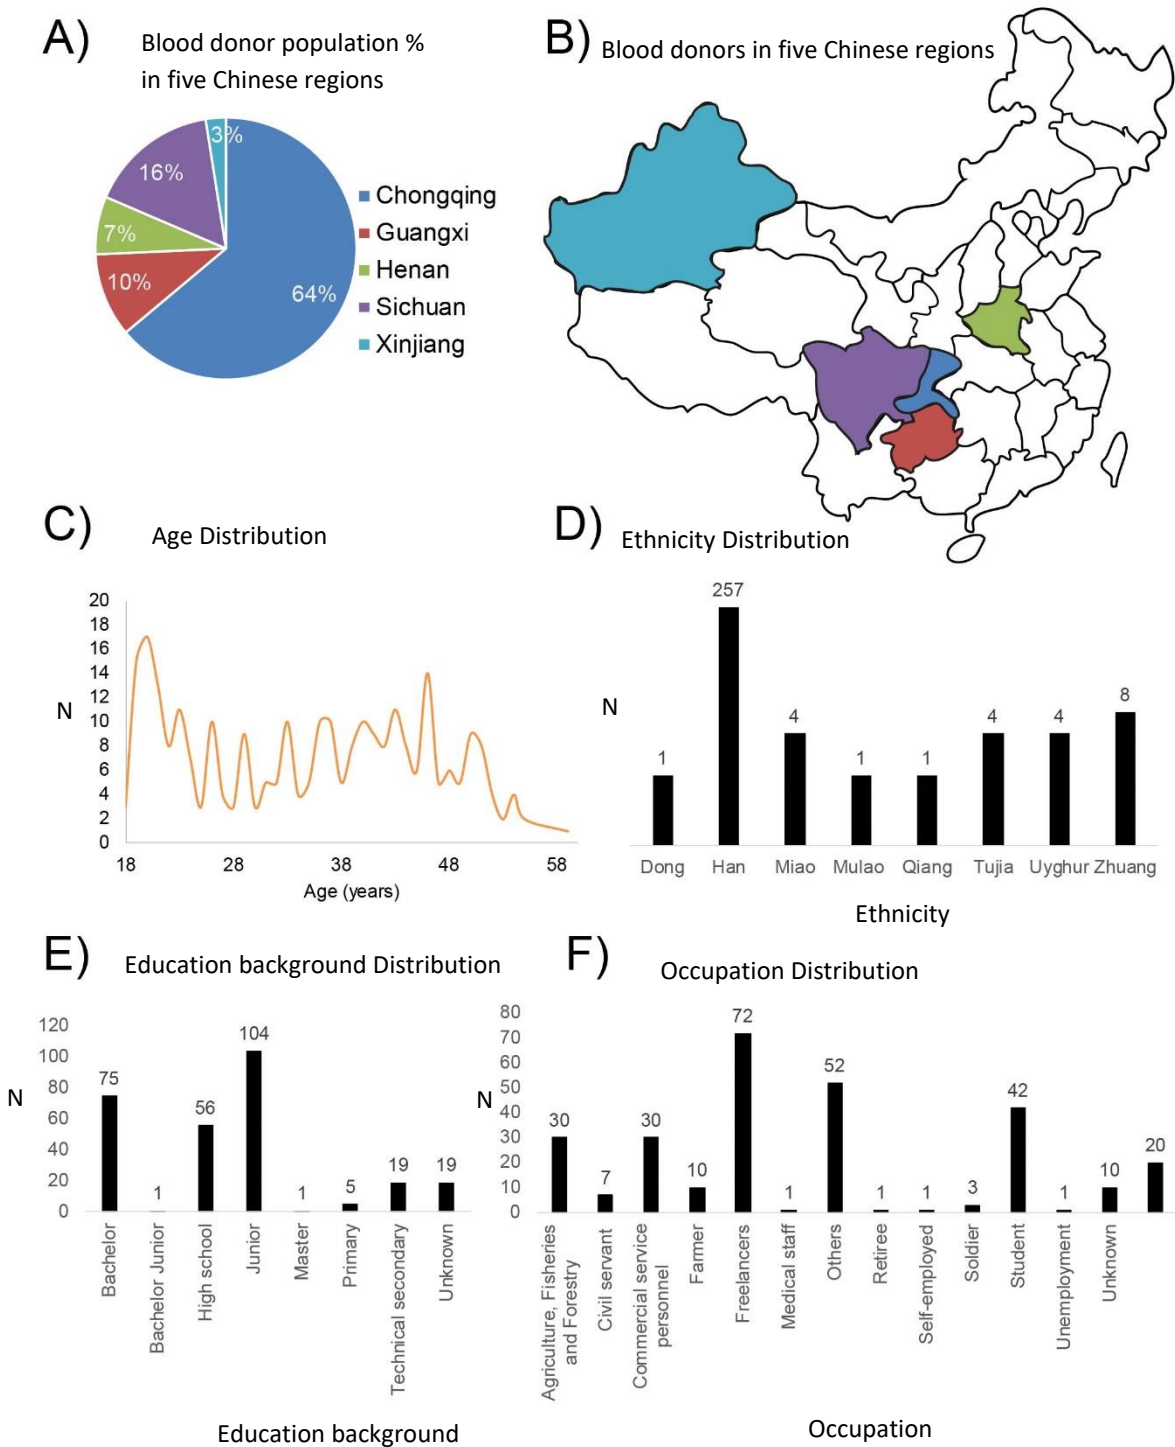 A)
Blood donor population %
in five Chinese regions
3%
16%
7%
10%
64%
Chongqing
Guangxi
Henan
Sichuan
Xinjiang
B)
Blood donors in five Chinese regions
C)
Age Distribution
20
18
16
14
12
10
8
6
4
2
0
N
18 28 38 48 58
Age (years)
D)
Ethnicity Distribution
N
1 257 4 1 1 4 4 8
Dong Han Miao Mulao Qiang Tujia Uyghur Zhuang
Ethnicity
E)
Education background Distribution
120
100
80
60
40
20
0
N
75 1 56 104 1 5 19 19
Bachelor
Bachelor Junior
High school
Junior
Master
Primary
Technical secondary
Unknown
Education background
F)
Occupation Distribution
80
70
60
50
40
30
20
10
0
N
30 7 30 10 72 1 52 1 1 3 42 1 10 20
Agriculture, Fisheries
and Forestry
Civil servant
Commercial service
personnel
Farmer
Freelancers
Medical staff
Others
Retiree
Self-employed
Soldier
Student
Unemployment
Unknown
Occupation